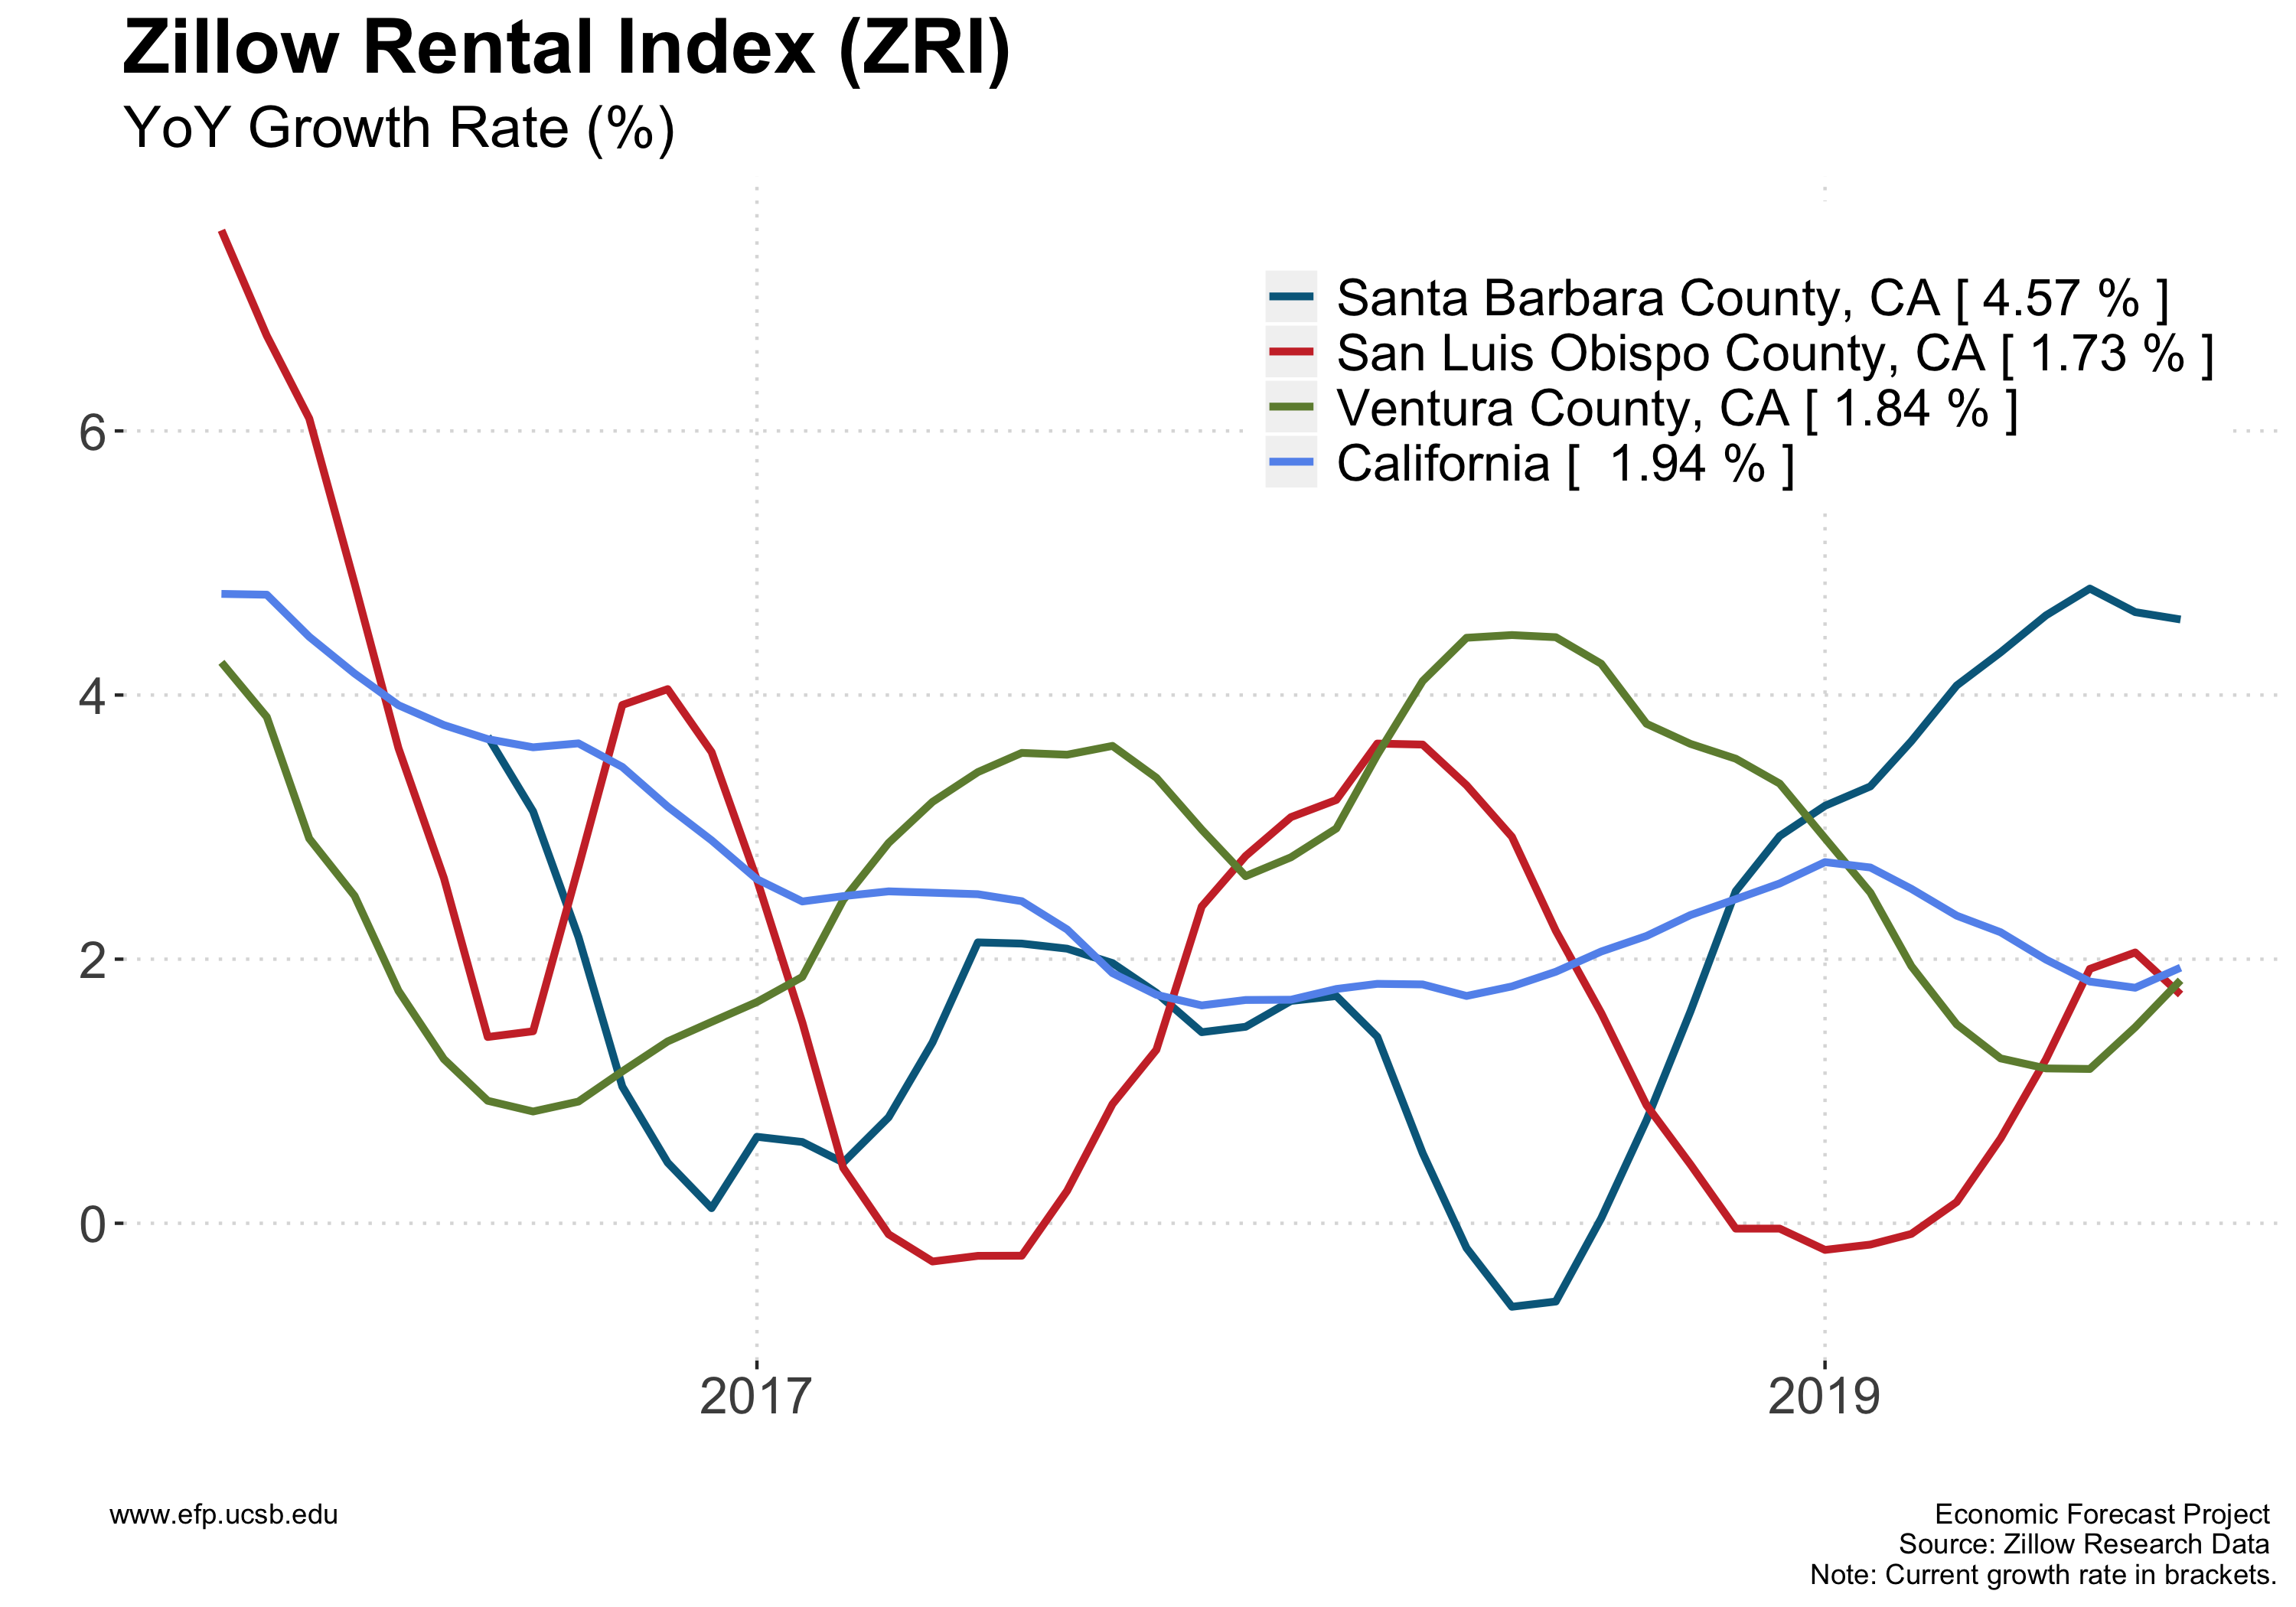 Zillow Rental Index (ZRI)
YoY Growth Rate (%)
Santa Barbara County, CA [ 4.57 % ]
San Luis Obispo County, CA [ 1.73 % ]
Ventura County, CA [ 1.84 % ]
California [  1.94 % ]
6
4
2
0
2017
2019
www.efp.ucsb.edu
Economic Forecast Project
Source: Zillow Research Data
Note: Current growth rate in brackets.